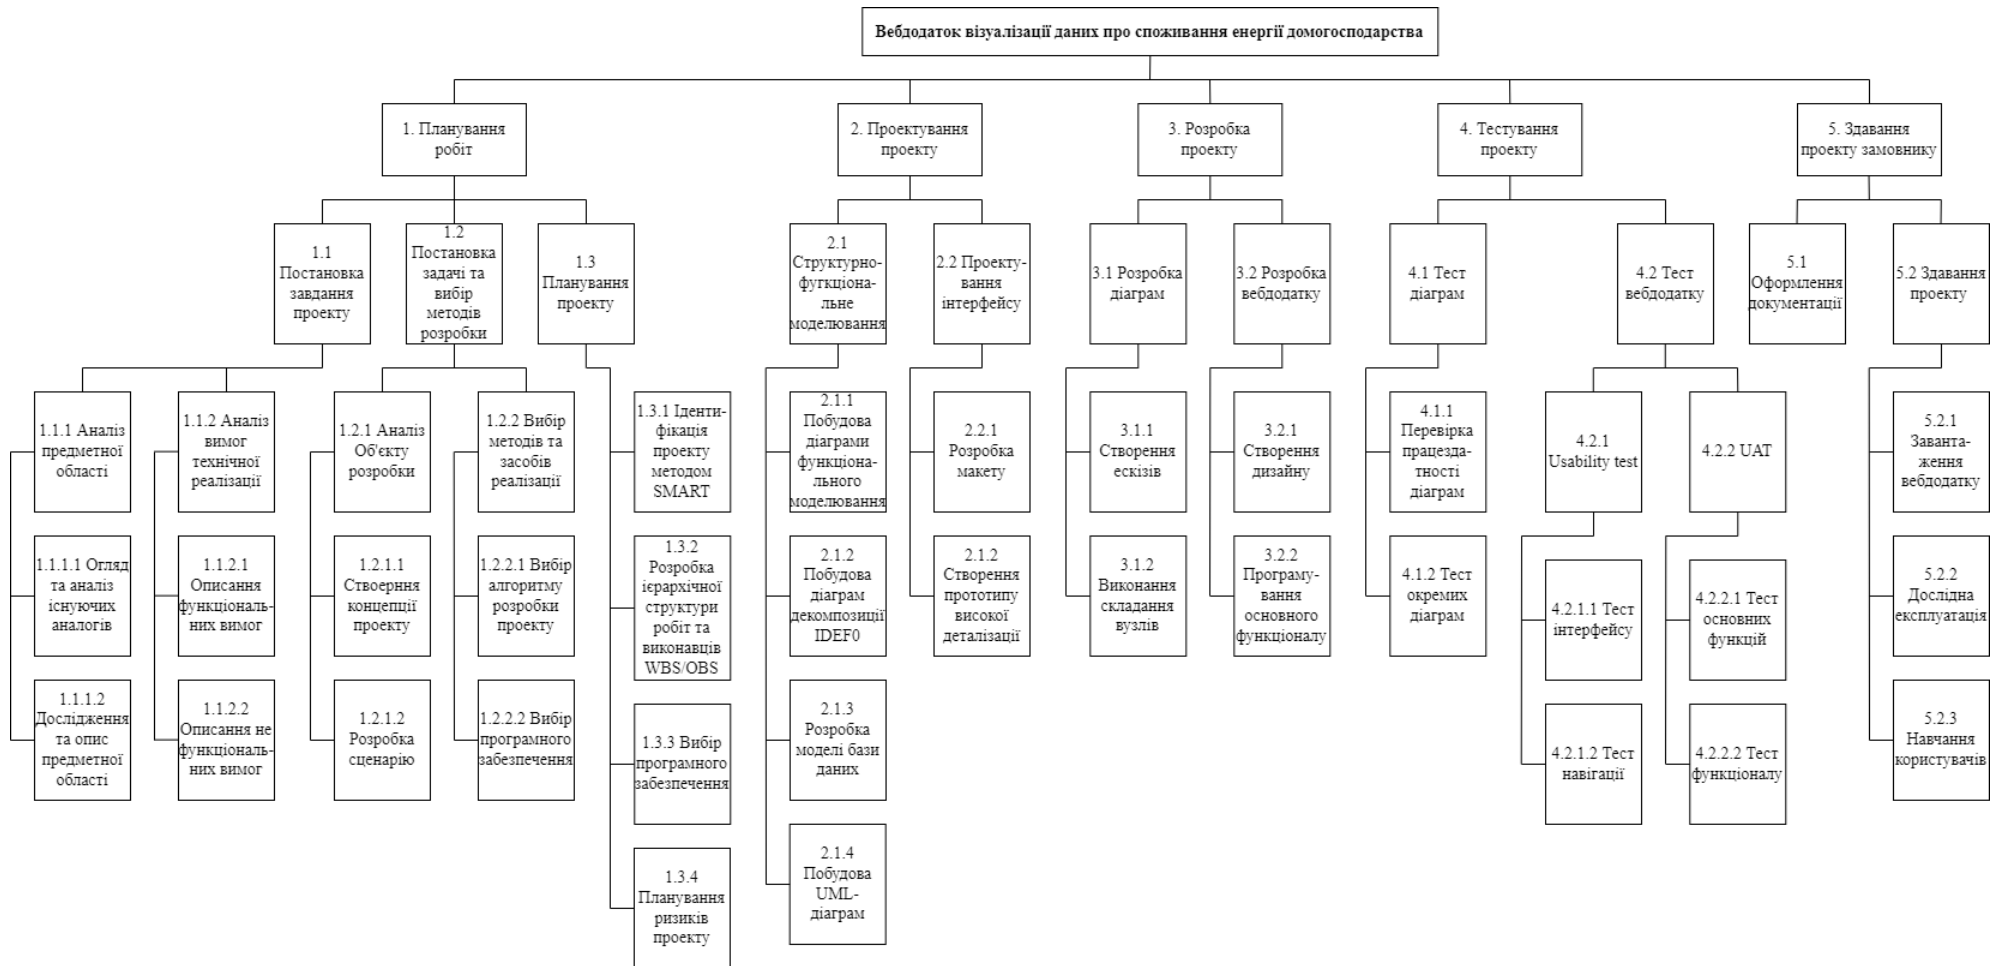 Вебдодаток візуалізації даних про споживання енергії домогосподарства
1. Планування
робіт
2. Проектування
проекту
3. Розробка
проекту
4. Тестування
проекту
5. Здавання
проекту замовнику
1.1
Постановка
завдання
проекту
1.2
Постановка
задачі та
вибір
методів
розробки
1.3
Планування
проекту
2.1
Структурно-
фугкціона-
льне
моделювання
2.2 Проекту-
вання
інтерфейсу
3.1 Розробка
діаграм
3.2 Розробка
вебдодатку
4.1 Тест
діаграм
4.2 Тест
вебдодатку
5.1
Оформлення
документації
5.2 Здавання
проекту
1.1.1 Аналіз
предметної
області
1.1.2 Аналіз
вимог
технічної
реалізації
1.2.1 Аналіз
Об'єкту
розробки
1.2.2 Вибір
методів та
засобів
реалізації
1.3.1 Іденти-
фікація
проекту
методом
SMART
2.1.1
Побудова
діаграми
функціона-
льного
моделювання
2.2.1
Розробка
макету
3.1.1
Створення
ескізів
3.2.1
Створення
дизайну
4.1.1
Перевірка
працезда-
тності
діаграм
4.2.1
Usability test
4.2.2 UAT
5.2.1
Заванта-
ження
вебдодатку
1.1.1.1 Огляд
та аналіз
існуючих
аналогів
1.1.2.1
Описання
функціональ-
них вимог
1.2.1.1
Створення
концепції
проекту
1.2.2.1 Вибір
алгоритму
розробки
проекту
1.3.2
Розробка
ієрархічної
структури
робіт та
виконавців
WBS/OBS
2.1.2
Побудова
діаграм
декомпозиції
IDEF0
2.1.2
Створення
прототипу
високої
деталізації
3.1.2
Виконання
складання
вузлів
3.2.2
Програму-
вання
основного
функціоналу
4.1.2 Тест
окремих
діаграм
4.2.1.1 Тест
інтерфейсу
4.2.2.1 Тест
основних
функцій
5.2.2
Дослідна
експлуатація
1.1.1.2
Дослідження
та опис
предметної
області
1.1.2.2
Описання не
функціональ-
них вимог
1.2.1.2
Розробка
сценарію
1.2.2.2 Вибір
програмного
забезпечення
1.3.3 Вибір
програмного
забезпечення
2.1.3
Розробка
моделі бази
даних
4.2.1.2 Тест
навігації
4.2.2.2 Тест
функціоналу
5.2.3
Навчання
користувачів
1.3.4
Планування
ризиків
проекту
2.1.4
Побудова
UML-
діаграм